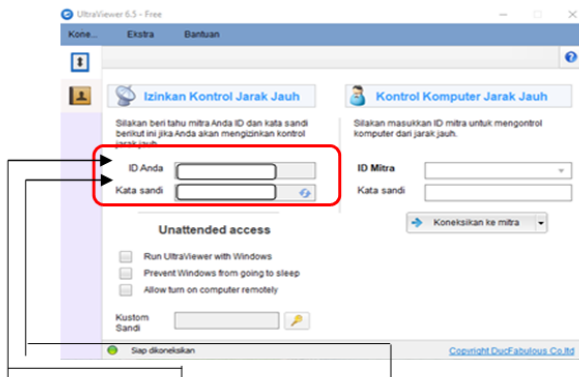 UltraViewer 6.5 - Free
Kone... Ekstra Bantuan
Izinkan Kontrol Jarak Jauh
Silakan beri tahu mitra Anda ID dan kata sandi
berikut ini jika Anda akan mengizinkan kontrol
jarak jauh.
ID Anda
Kata sandi
Unattended access
Run UltraViewer with Windows
Prevent Windows from going to sleep
Allow turn on computer remotely
Kustom
Sandi
Kontrol Komputer Jarak Jauh
Silakan masukkan ID mitra untuk mengontrol
komputer dari jarak jauh.
ID Mitra
Kata sandi
Koneksikan ke mitra
Siap dikoneksikan
Copyright DucFabulous Co,ltd